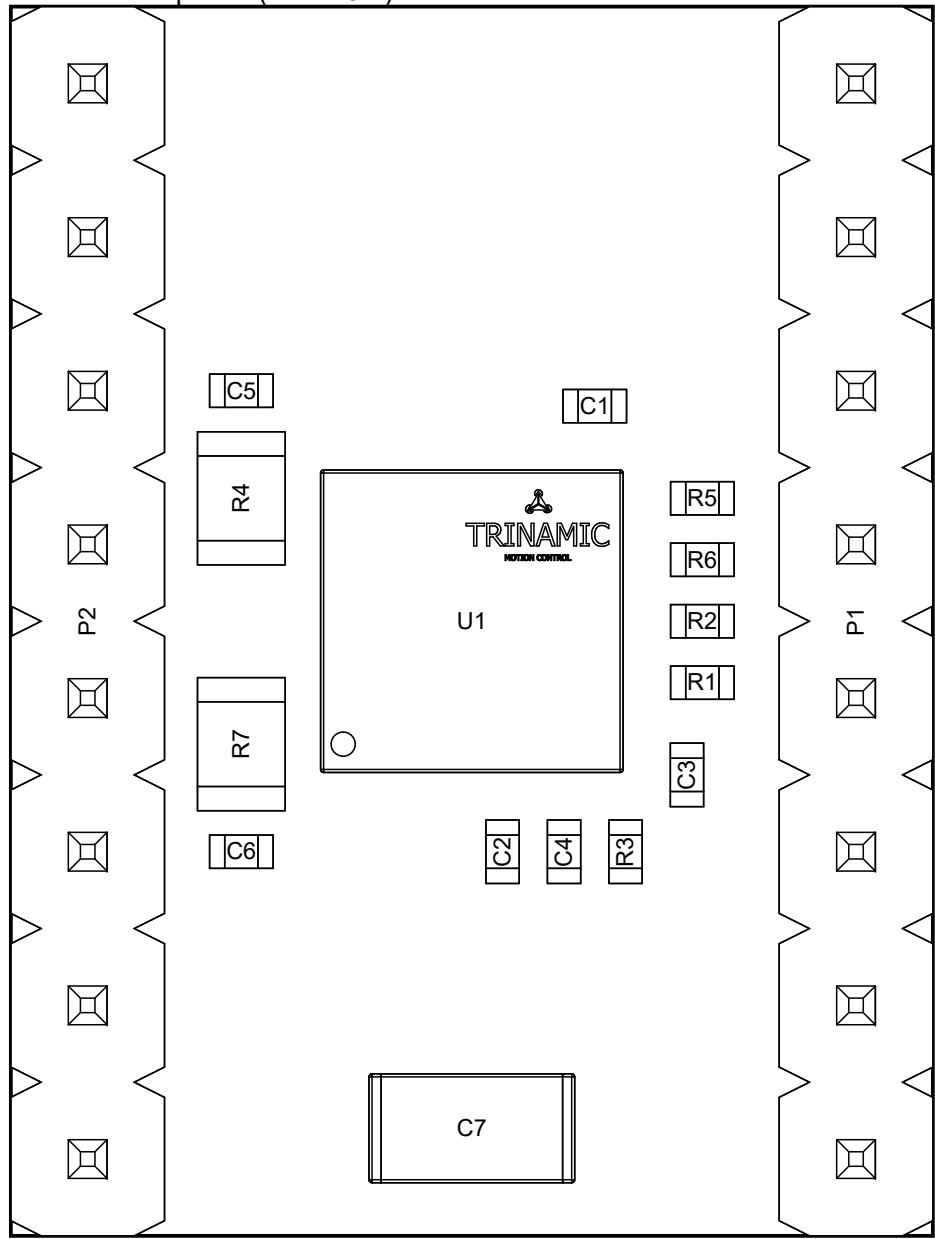 C5
C1
R4
R5
TRINAMIC
MOTION CONTROL
R6
P2
U1
R2
P1
R1
R7
C3
C6
C2
C4
R3
C7